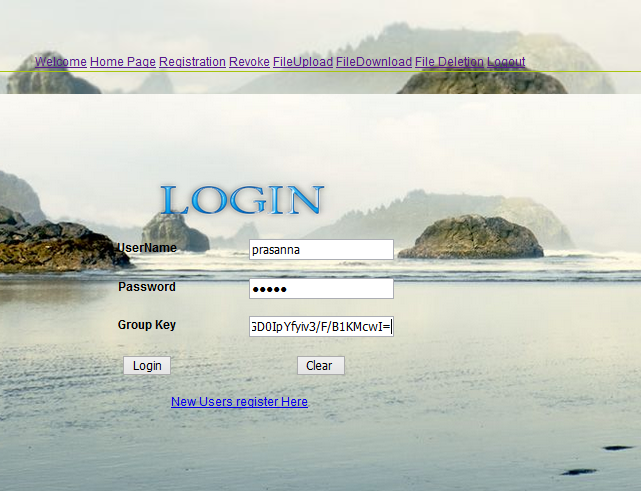 Welcome Home Page Registration Revoke FileUpload FileDownload File Deletion Logout
LOGIN
UserName prasanna
Password •••••
Group Key GD0IpYfyiv3/F/B1KMcwI=
Login Clear
New Users register Here